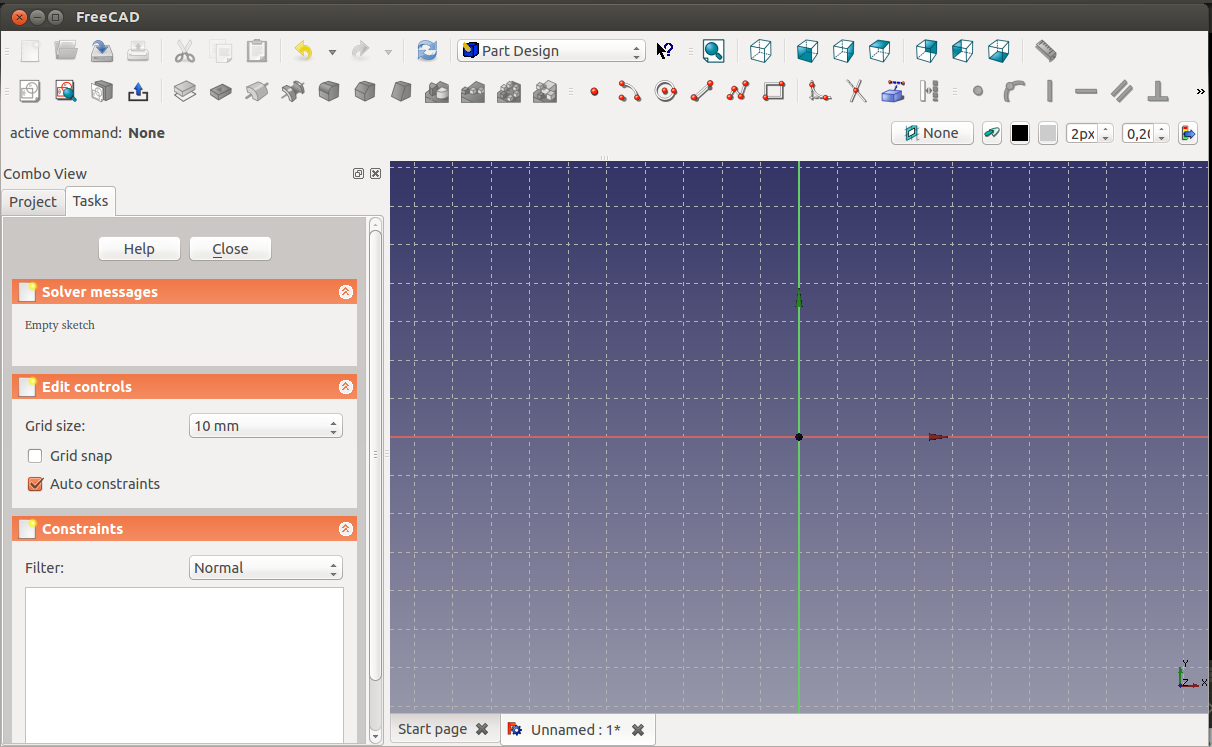 FreeCAD
Part Design
active command: None
None
2px
0,20
Combo View
Project
Tasks
Help
Close
Solver messages
Empty sketch
Edit controls
Grid size:
10 mm
Grid snap
Auto constraints
Constraints
Filter:
Normal
Y
Z
X
Start page
Unnamed : 1*